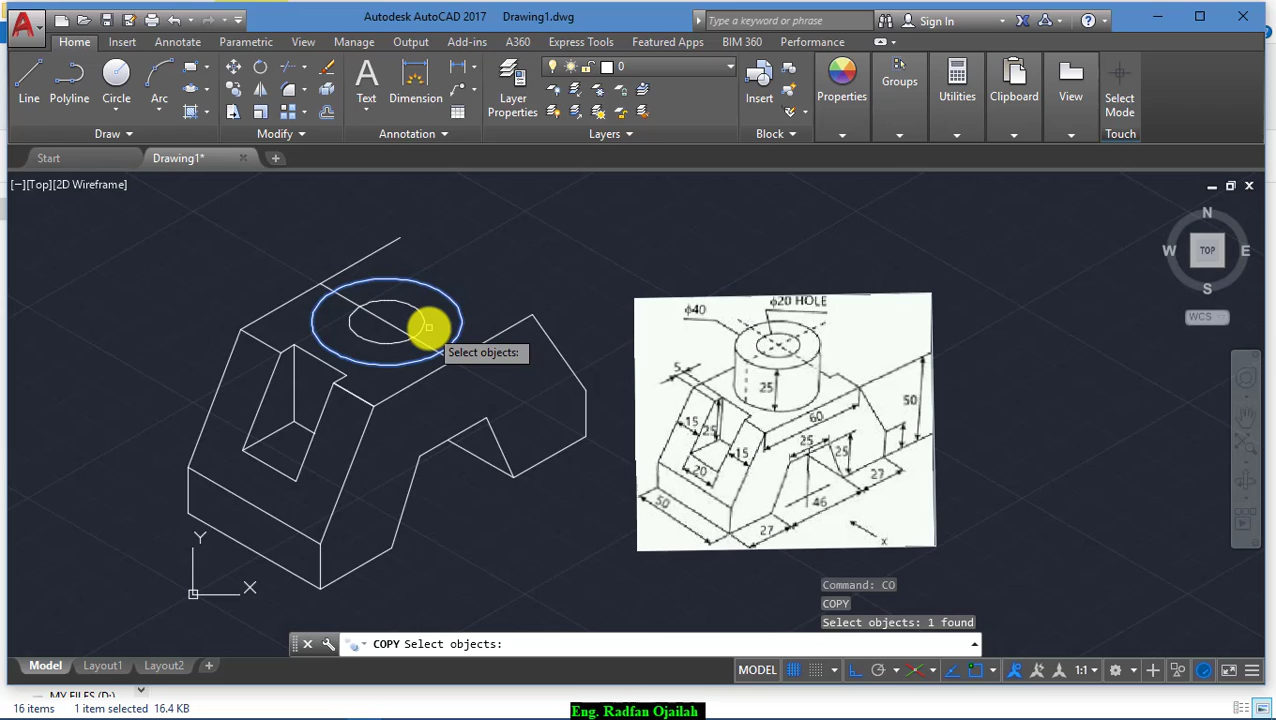 Autodesk AutoCAD 2017 Drawing1.dwg
Type a keyword or phrase
Sign In
Home Insert Annotate Parametric View Manage Output Add-ins A360 Express Tools Featured Apps BIM 360 Performance
Line Polyline Circle Arc
Text Dimension
Layer Properties
0
Insert
Properties
Groups
Utilities
Clipboard
View
Select Mode
Draw Modify Annotation Layers Block Touch
Start Drawing1*
[−][Top][2D Wireframe]
N
W TOP E
S
WCS
Select objects:
ϕ40
ϕ20 HOLE
5
25
50
60
15
25
25
25
15
20
27
50
46
27
x
Y
X
Command: CO
COPY
Select objects: 1 found
COPY Select objects:
Model Layout1 Layout2
MODEL
1:1
MY FILES (D:)
16 items 1 item selected 16.4 KB
Eng. Radfan Ojailah